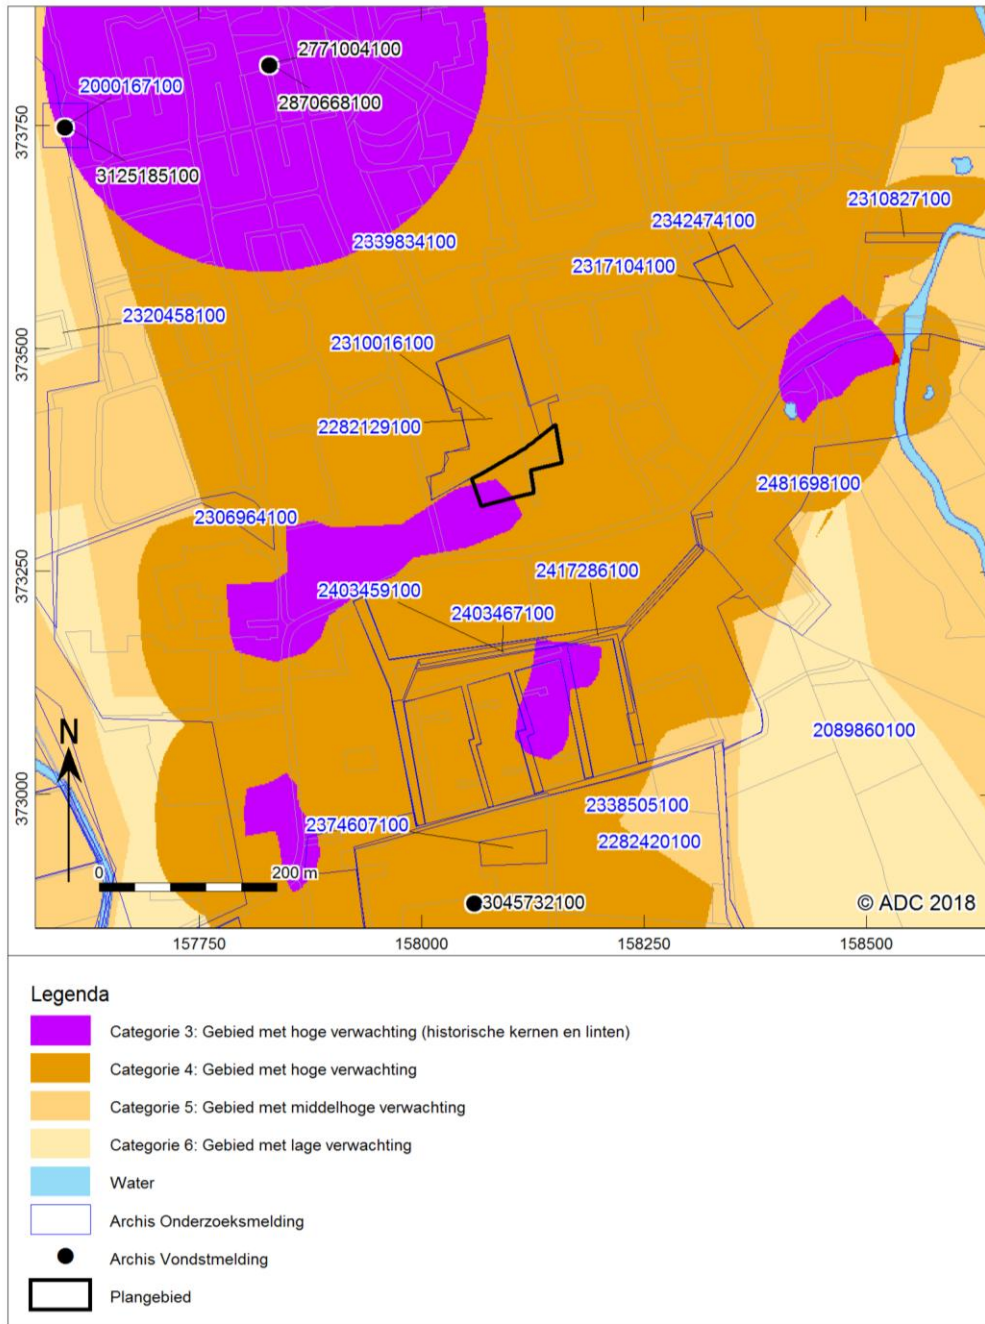 2771004100
2000167100
2870668100
373750
3125185100
2310827100
2342474100
2339834100
2317104100
2320458100
373500
2310016100
2282129100
2481698100
2306964100
373250
2417286100
2403459100
2403467100
2089860100
N
373000
2338505100
2374607100
2282420100
0 200 m
3045732100
© ADC 2018
157750 158000 158250 158500
Legenda
Categorie 3: Gebied met hoge verwachting (historische kernen en linten)
Categorie 4: Gebied met hoge verwachting
Categorie 5: Gebied met middelhoge verwachting
Categorie 6: Gebied met lage verwachting
Water
Archis Onderzoeksmelding
Archis Vondstmelding
Plangebied